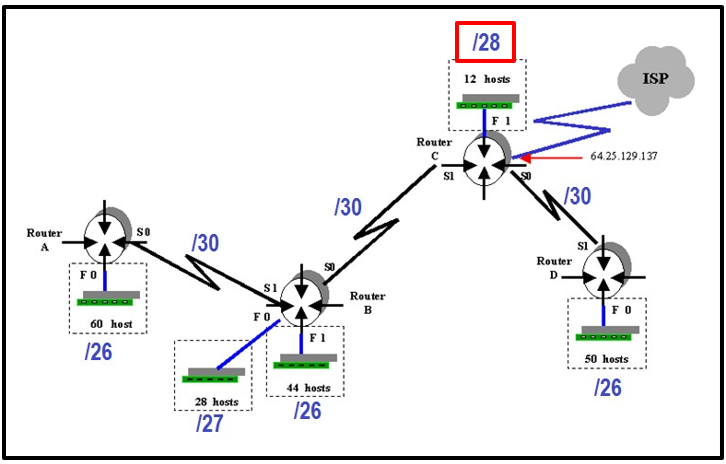 /28
12 hosts
ISP
F 1
Router
C
64.25.129.137
S1
S0
/30
/30
Router
A
S0
/30
S1
Router
D
S0
F 0
S1
Router
B
F 0
F 0
F 1
60 host
/26
50 hosts
44 hosts
/26
28 hosts
/26
/27